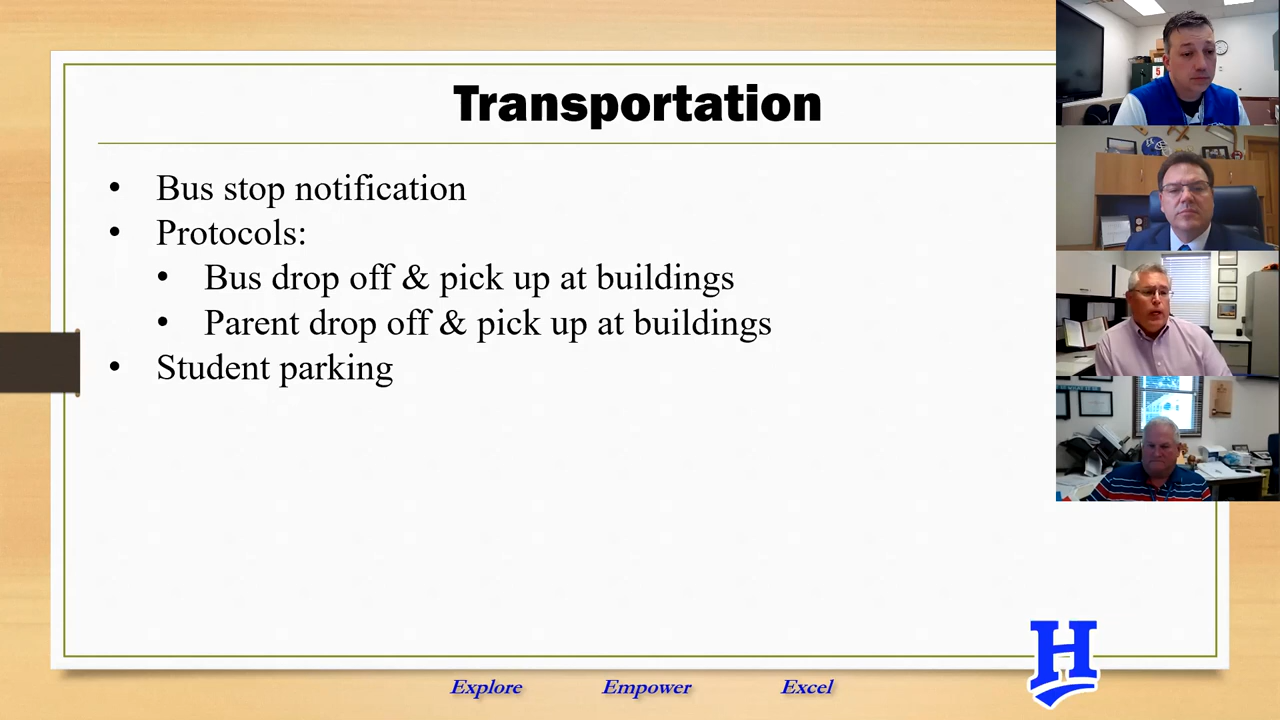 Transportation
• Bus stop notification
• Protocols:
• Bus drop off & pick up at buildings
• Parent drop off & pick up at buildings
• Student parking
Explore Empower Excel
H
5